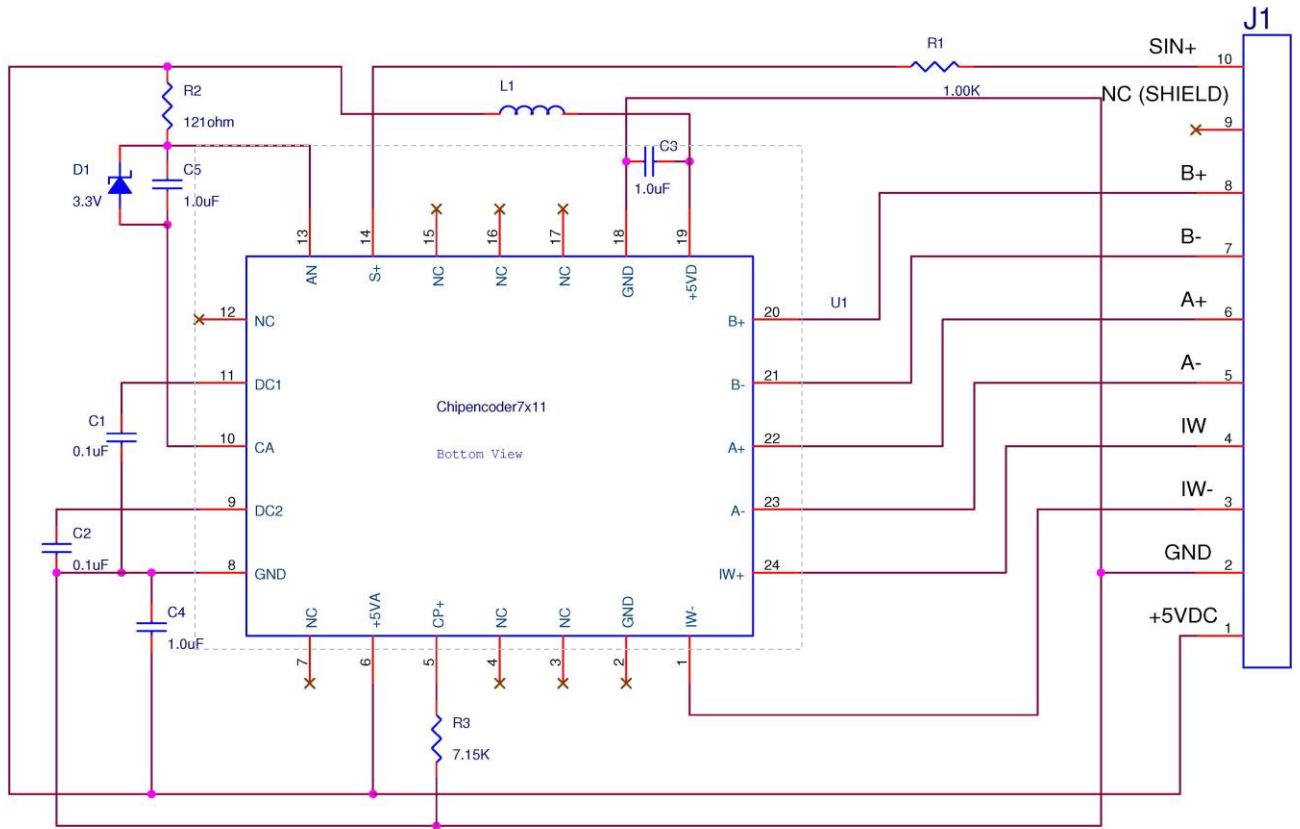 J1
R1
SIN+
10
R2
L1
1.00K
NC (SHIELD)
121ohm
9
C3
D1
C5
B+
3.3V
1.0uF
1.0uF
8
13
14
15
16
17
18
19
B-
7
AN
S+
NC
NC
NC
GND
+5VD
U1
A+
12
NC
B+
20
6
A-
11
DC1
B-
21
5
Chipencoder7x11
C1
IW
0.1uF
10
CA
Bottom View
A+
22
4
IW-
9
DC2
A-
23
3
C2
GND
0.1uF
8
GND
IW+
24
2
C4
NC
+5VA
CP+
NC
NC
GND
IW-
+5VDC
1.0uF
1
7
6
5
4
3
2
1
R3
7.15K